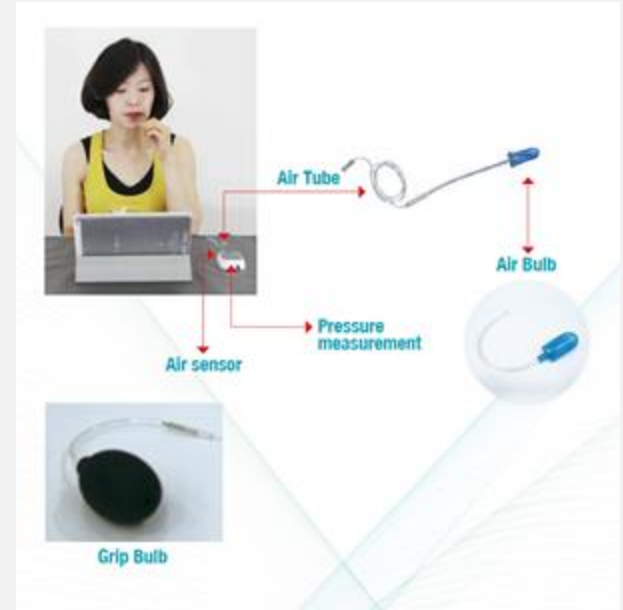 Air Tube
Air Bulb
Pressure
measurement
Air sensor
Grip Bulb